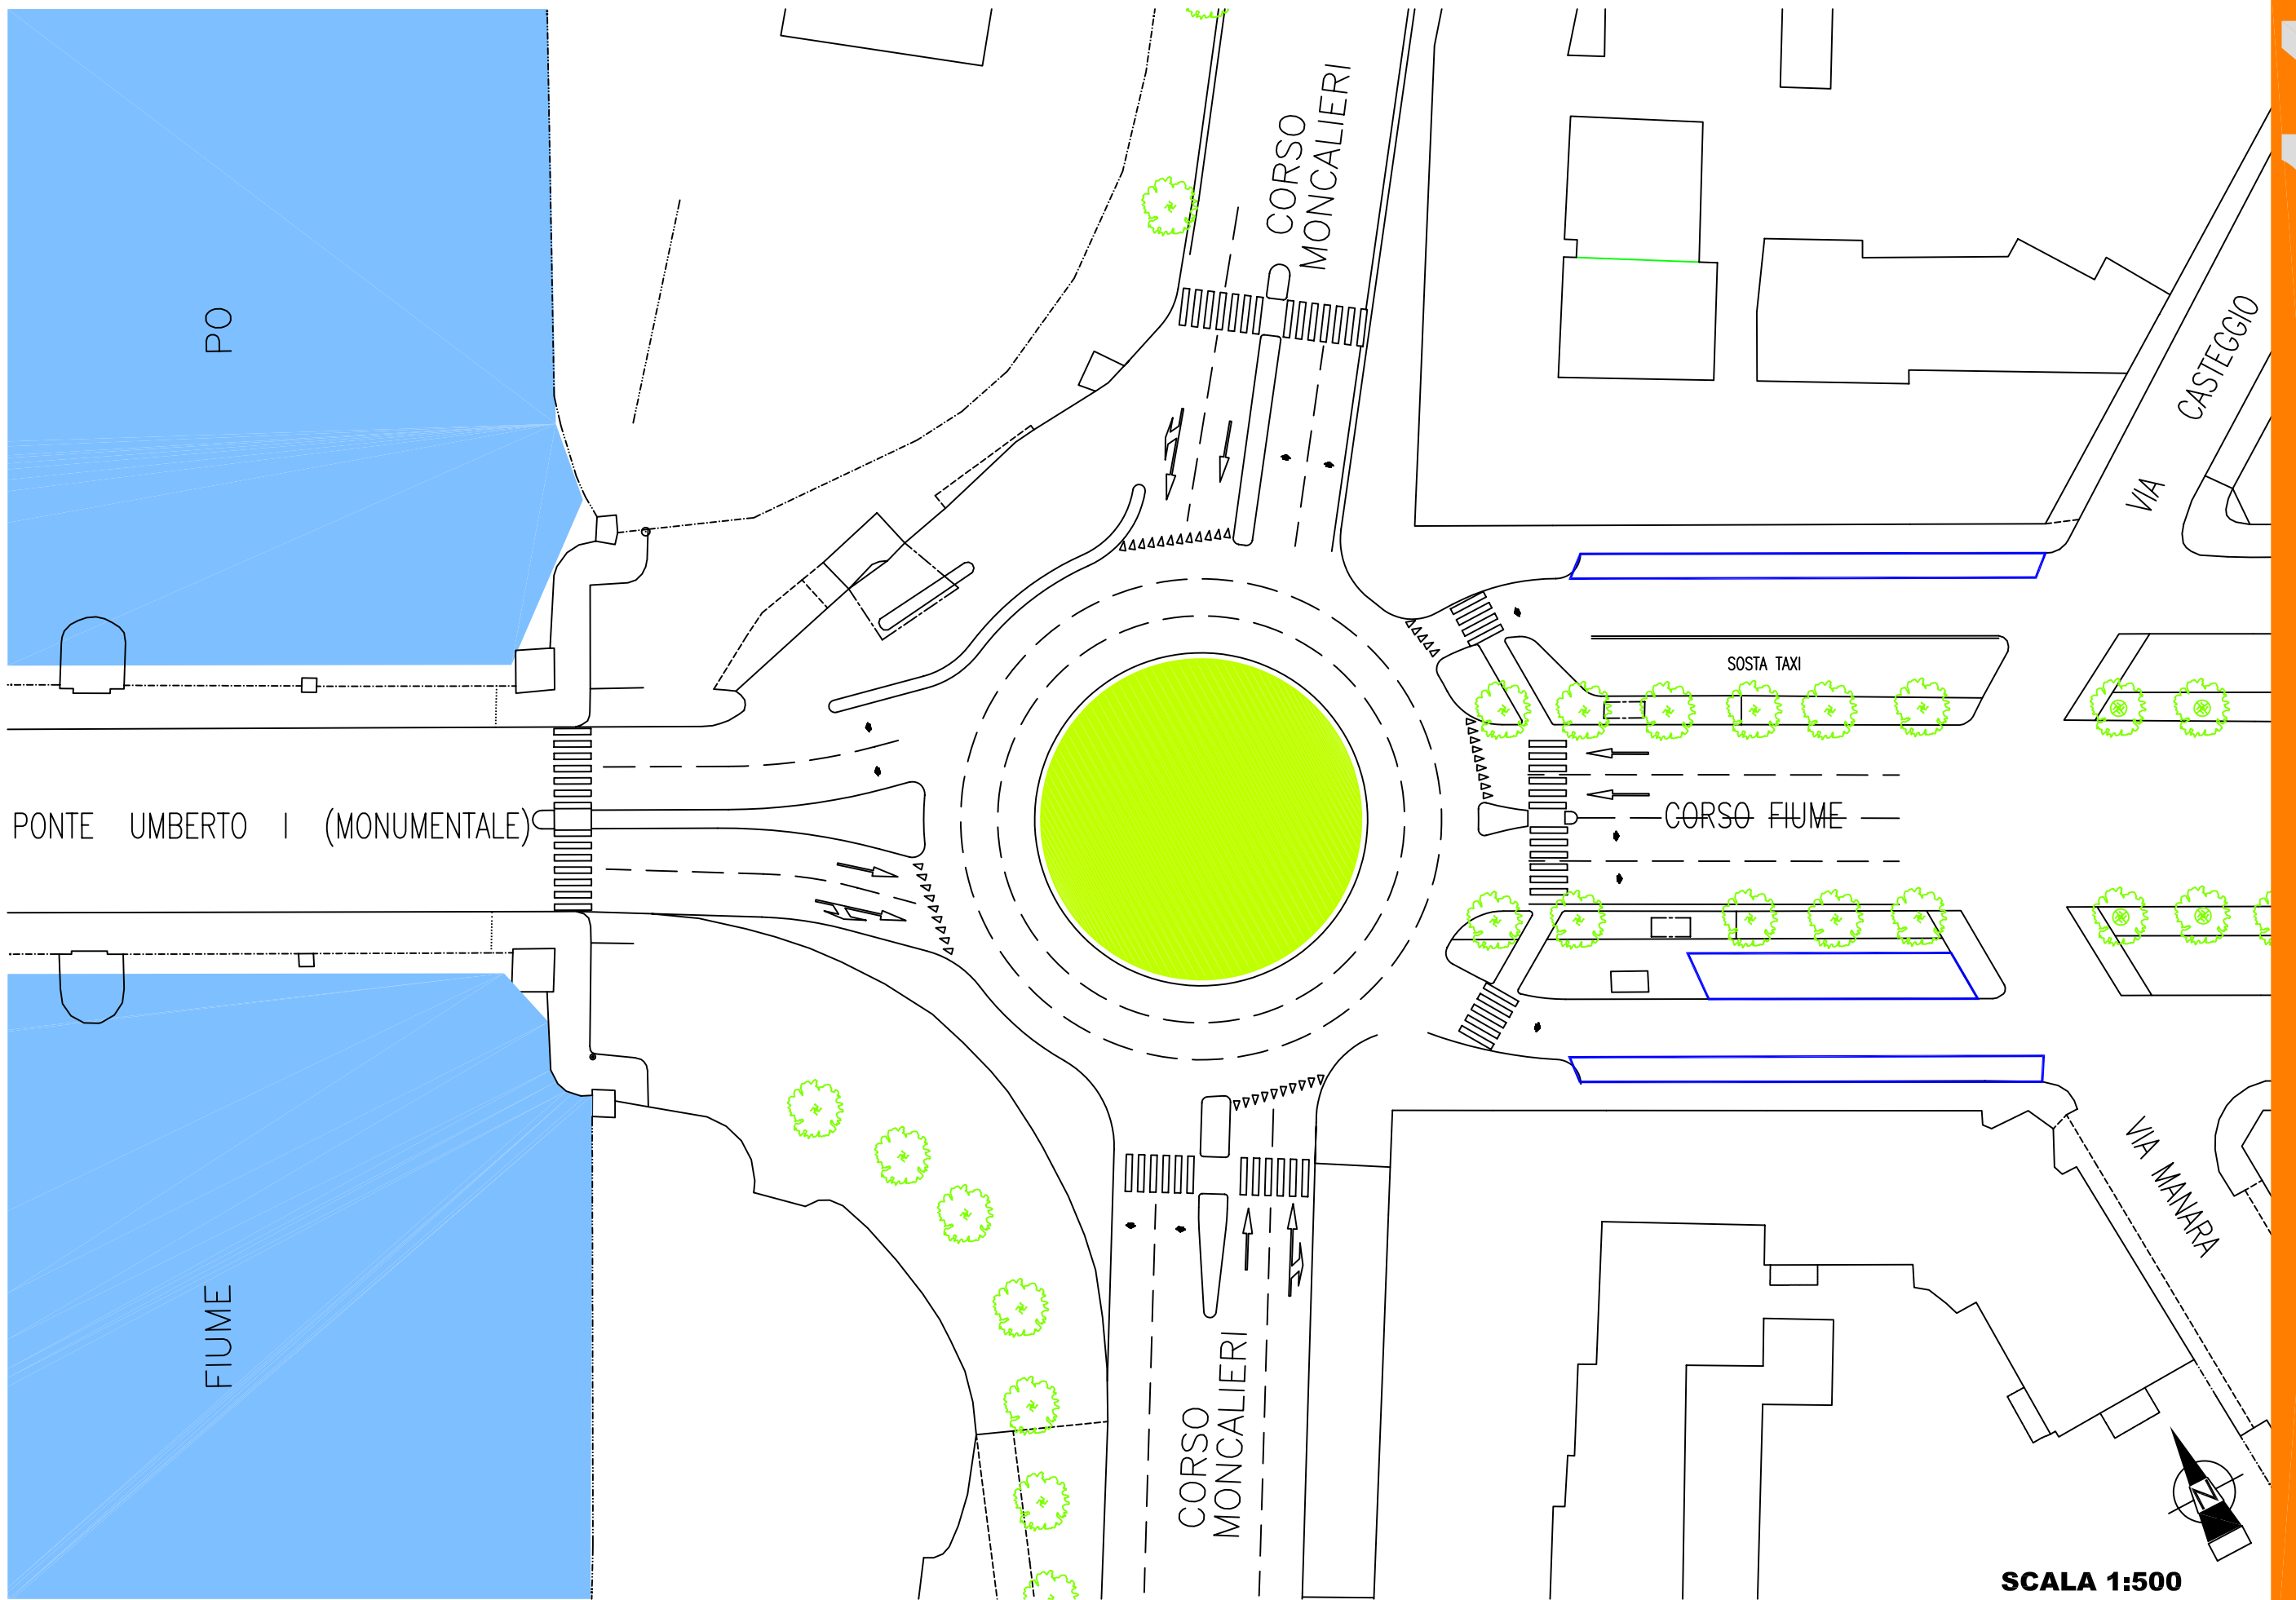 CORSO
MONCALIERI
PO
VIA CASTEGGIO
SOSTA TAXI
PONTE UMBERTO I (MONUMENTALE)
CORSO FIUME
VIA MANARA
FIUME
CORSO
MONCALIERI
N
SCALA 1:500